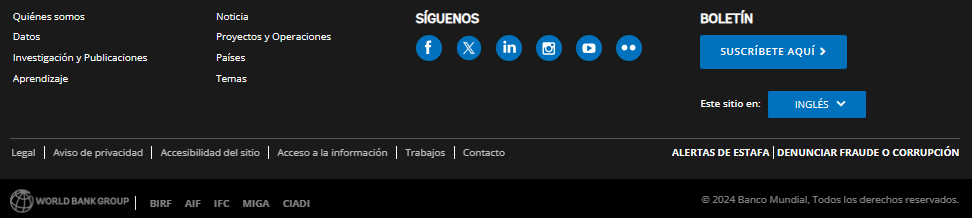 Quiénes somos
Datos
Investigación y Publicaciones
Aprendizaje
Noticia
Proyectos y Operaciones
Países
Temas
SÍGUENOS
BOLETÍN
SUSCRÍBETE AQUÍ
Este sitio en: INGLÉS
Legal | Aviso de privacidad | Accesibilidad del sitio | Acceso a la información | Trabajos | Contacto
ALERTAS DE ESTAFA | DENUNCIAR FRAUDE O CORRUPCIÓN
WORLD BANK GROUP | BIRF AIF IFC MIGA CIADI
© 2024 Banco Mundial, Todos los derechos reservados.